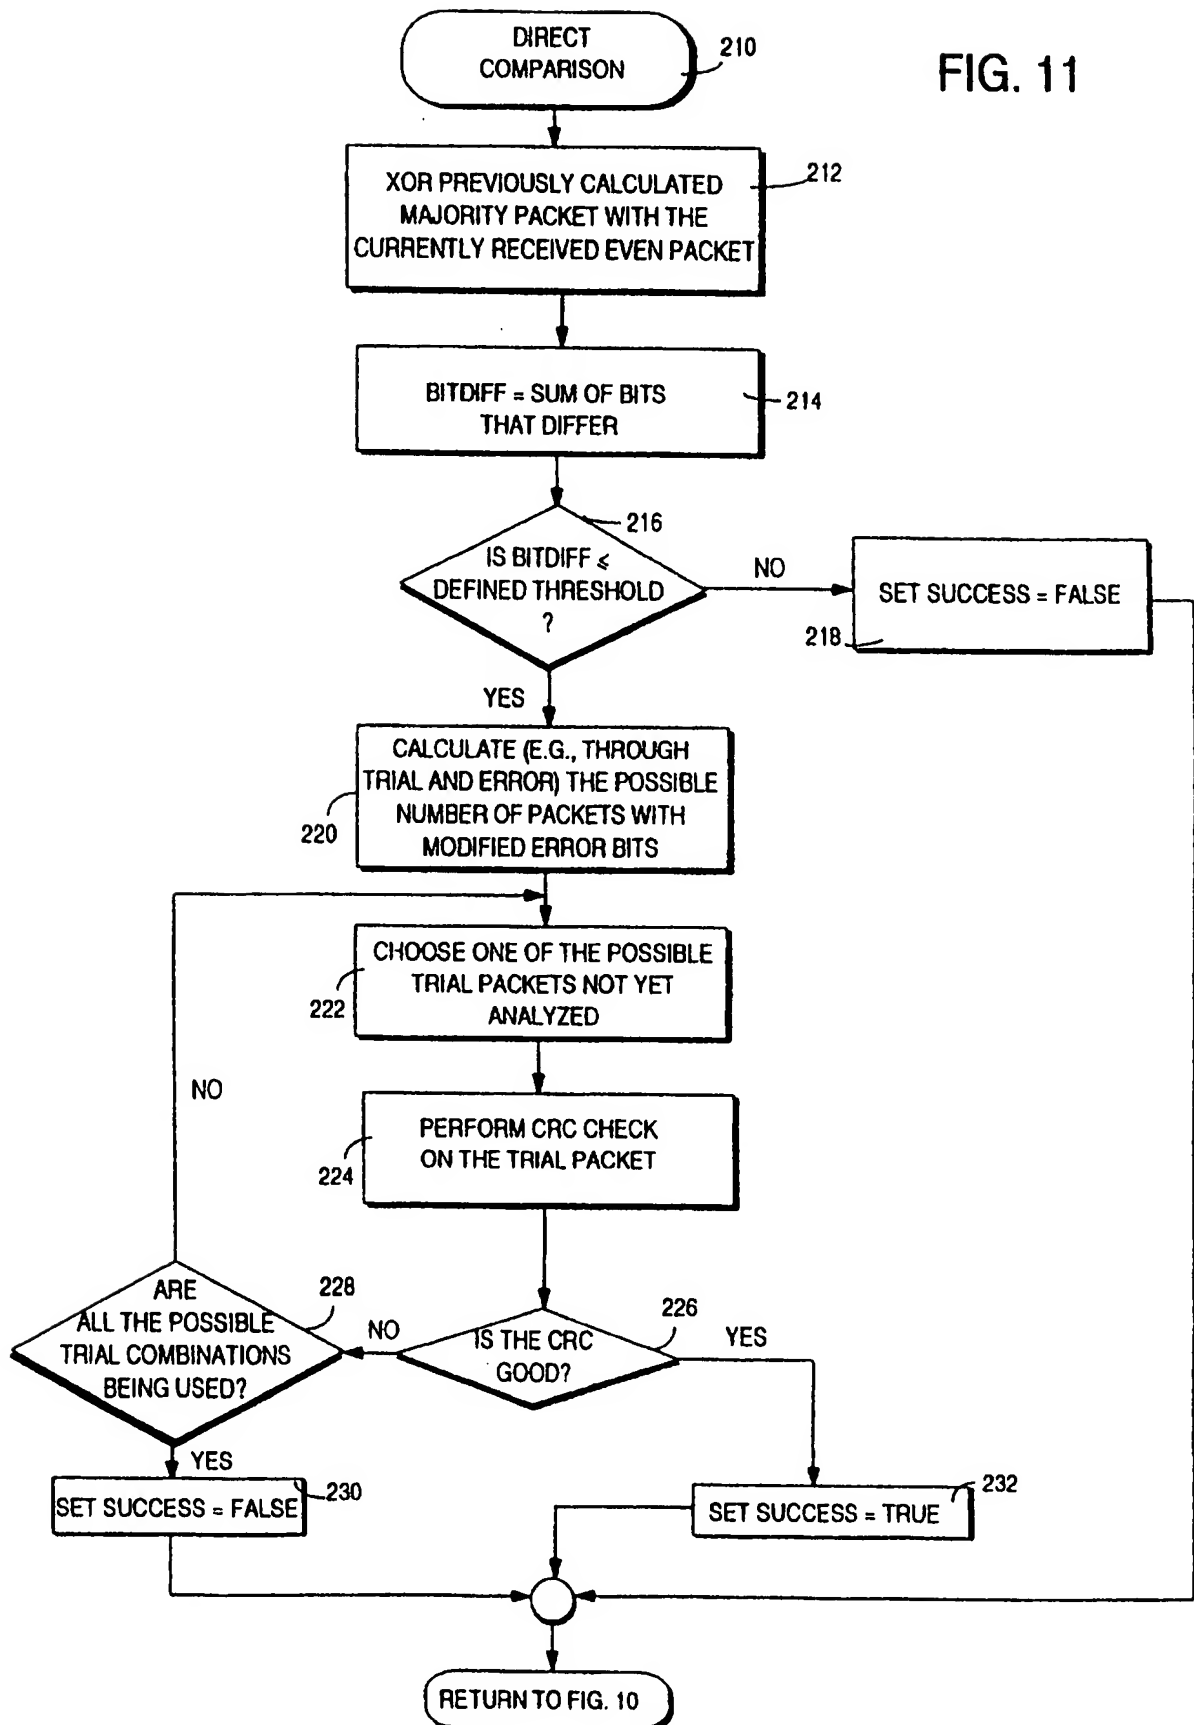 DIRECT
COMPARISON
210
FIG. 11
XOR PREVIOUSLY CALCULATED
MAJORITY PACKET WITH THE
CURRENTLY RECEIVED EVEN PACKET
212
BITDIFF = SUM OF BITS
THAT DIFFER
214
216
IS BITDIFF ≤
DEFINED THRESHOLD
?
NO
SET SUCCESS = FALSE
218
YES
CALCULATE (E.G., THROUGH
TRIAL AND ERROR) THE POSSIBLE
NUMBER OF PACKETS WITH
MODIFIED ERROR BITS
220
CHOOSE ONE OF THE POSSIBLE
TRIAL PACKETS NOT YET
ANALYZED
222
NO
PERFORM CRC CHECK
ON THE TRIAL PACKET
224
ARE
ALL THE POSSIBLE
TRIAL COMBINATIONS
BEING USED?
228
NO
IS THE CRC
GOOD?
226
YES
YES
SET SUCCESS = FALSE
230
SET SUCCESS = TRUE
232
RETURN TO FIG. 10